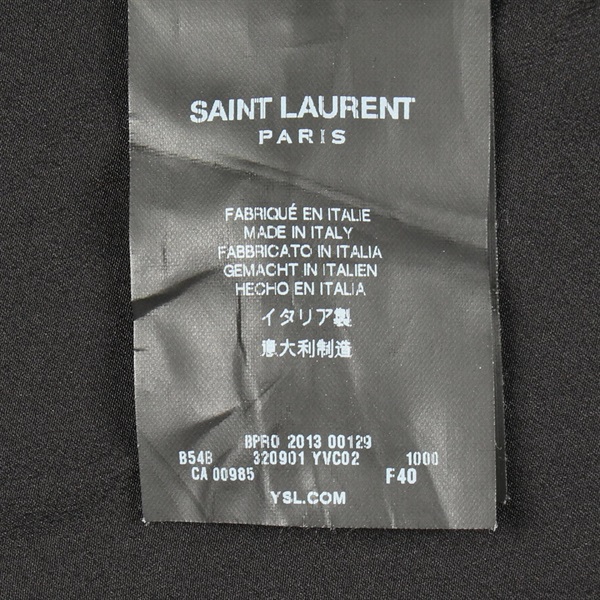 SAINT LAURENT
PARIS
FABRIQUÉ EN ITALIE
MADE IN ITALY
FABBRICATO IN ITALIA
GEMACHT IN ITALIEN
HECHO EN ITALIA
イタリア製
意大利制造
BPRO 2013 00129
B54B 320901 YVC02 1000
CA 00985 F40
YSL.COM